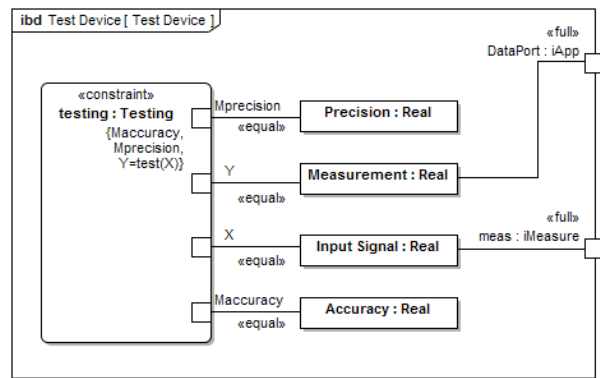 ibd Test Device [ Test Device ]
«full»
DataPort : iApp
«constraint»
testing : Testing
{Maccuracy,
Mprecision,
Y=test(X)}
Mprecision
«equal»
Precision : Real
Y
«equal»
Measurement : Real
X
«equal»
Input Signal : Real
«full»
meas : iMeasure
Maccuracy
«equal»
Accuracy : Real